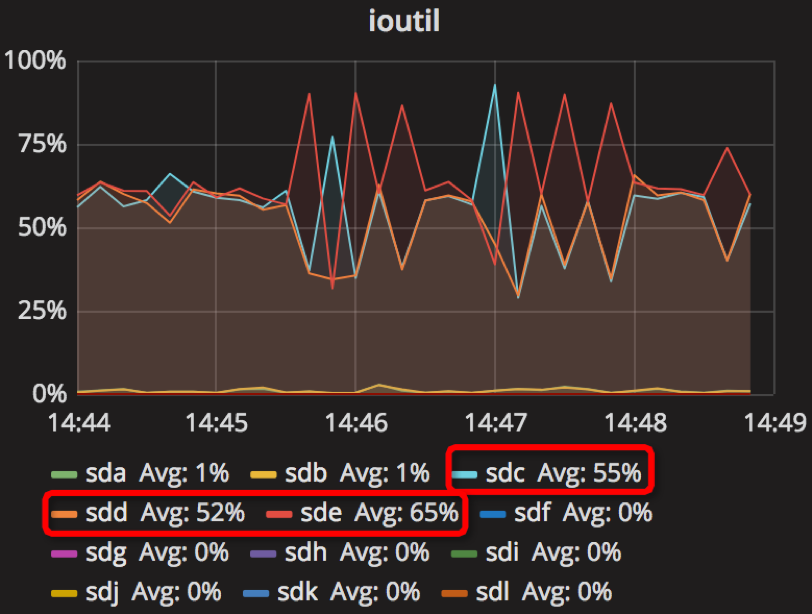 ioutil
100%
75%
50%
25%
0%
14:44 14:45 14:46 14:47 14:48 14:49
sda Avg: 1% sdb Avg: 1% sdc Avg: 55%
sdd Avg: 52% sde Avg: 65% sdf Avg: 0%
sdg Avg: 0% sdh Avg: 0% sdi Avg: 0%
sdj Avg: 0% sdk Avg: 0% sdl Avg: 0%